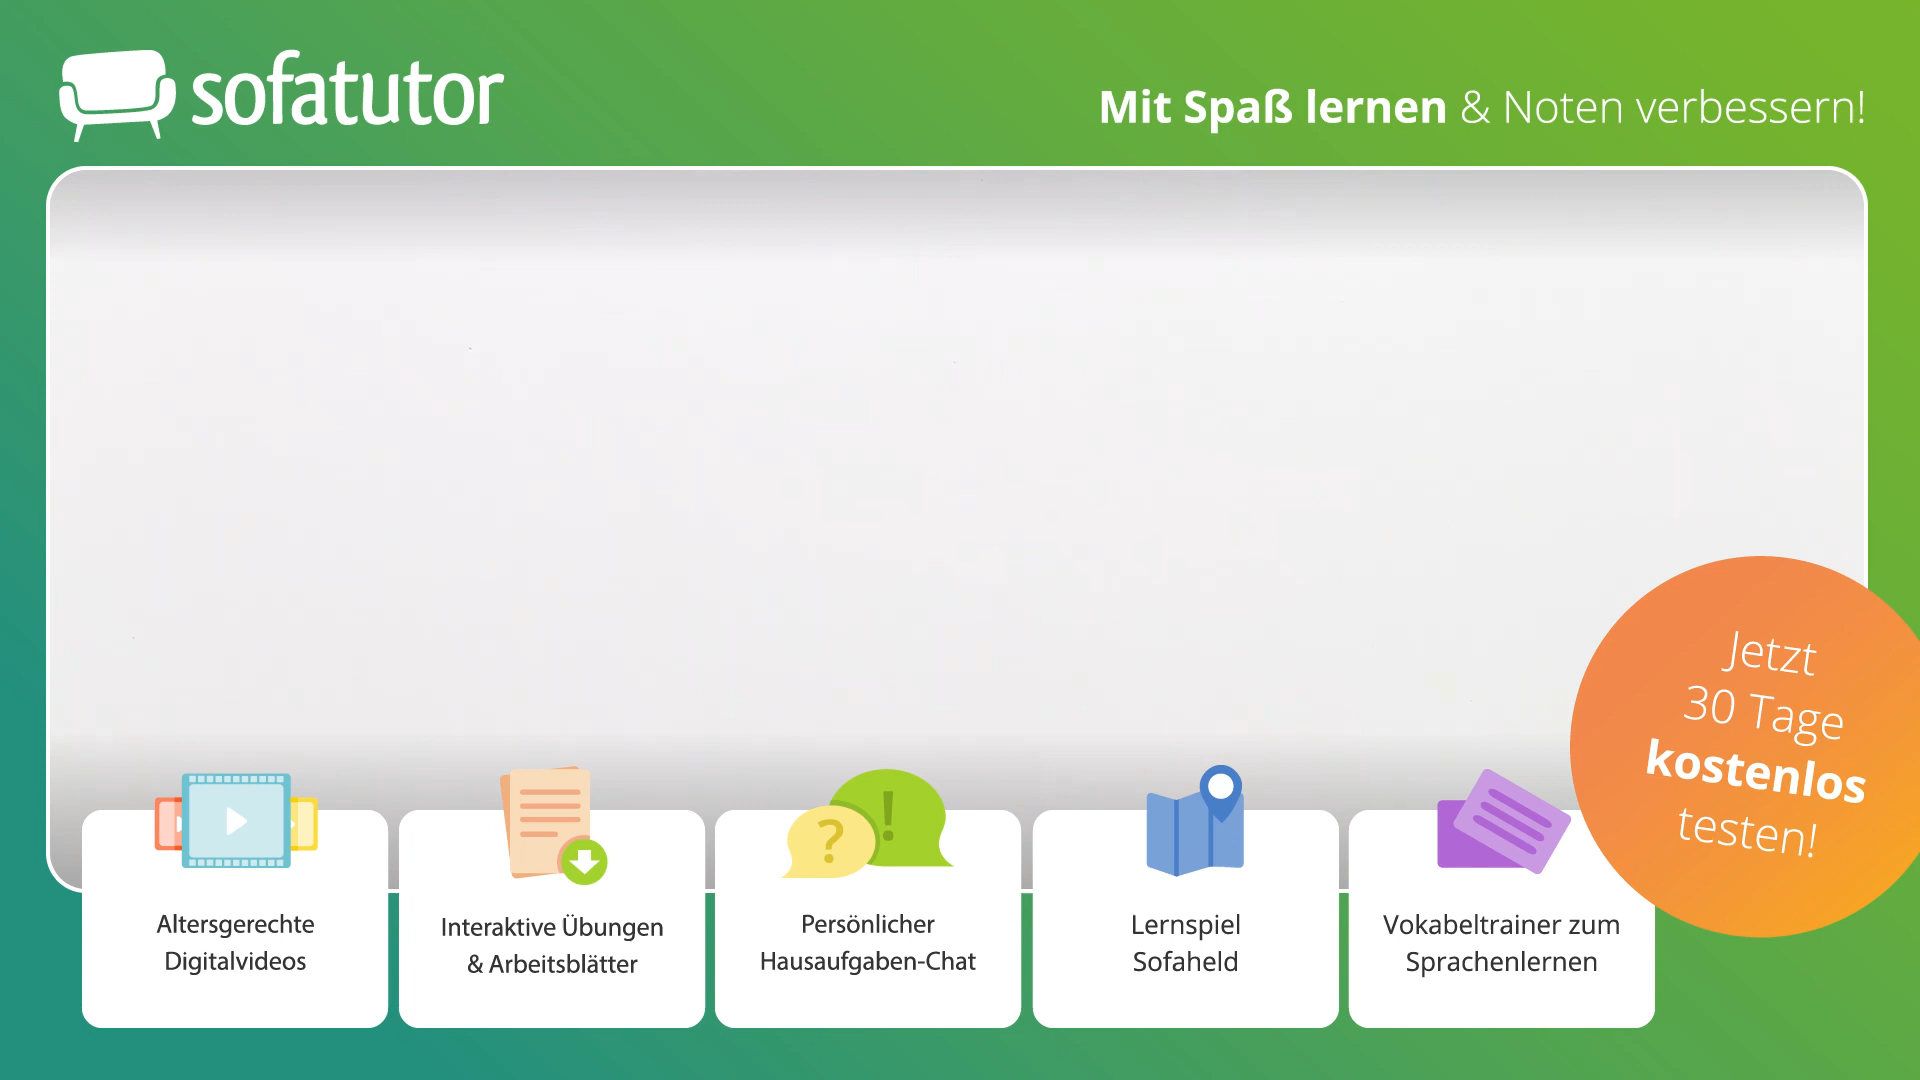 sofatutor
Mit Spaß lernen & Noten verbessern!
Jetzt
30 Tage
kostenlos
testen!
?
!
Altersgerechte
Digitalvideos
Interaktive Übungen
& Arbeitsblätter
Persönlicher
Hausaufgaben-Chat
Lernspiel
Sofaheld
Vokabeltrainer zum
Sprachenlernen